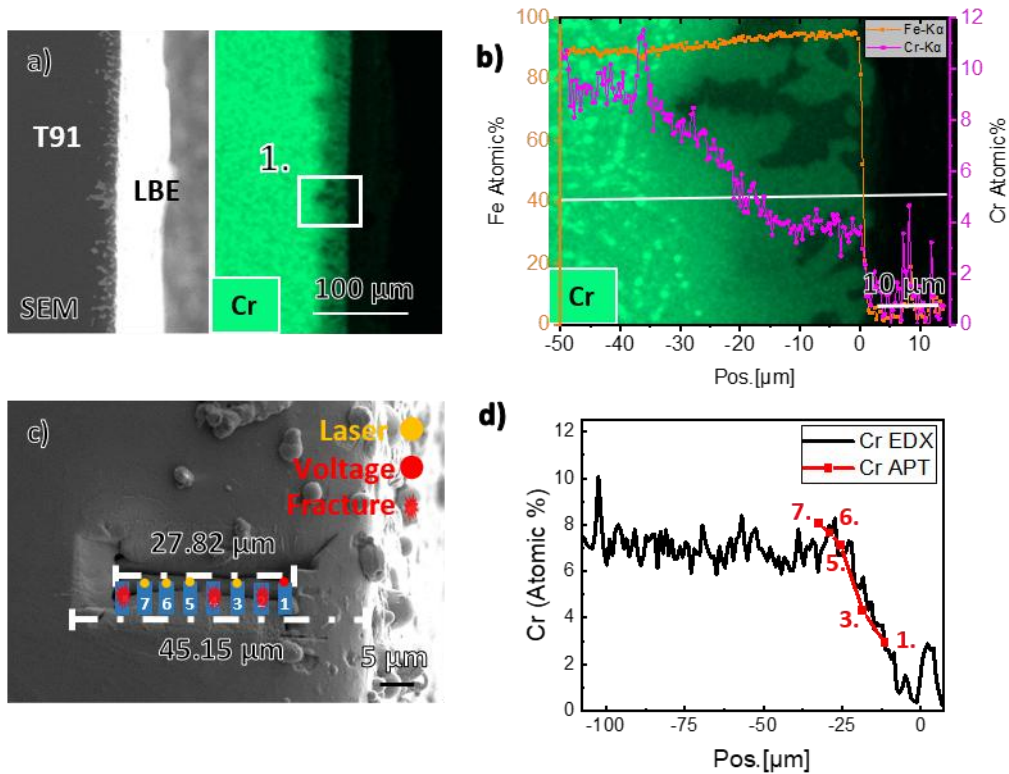 a)
T91
LBE
SEM
1.
Cr
100 μm
b)
Fe Atomic%
100
80
60
40
20
0
Fe-Kα
Cr-Kα
12
10
8
6
4
2
0
Cr Atomic%
Cr
10 μm
-50 -40 -30 -20 -10 0 10
Pos.[μm]
c)
Laser
Voltage
Fracture
27.82 μm
7 6 5 4 3 2 1
45.15 μm
5 μm
d)
Cr (Atomic %)
12
10
8
6
4
2
0
Cr EDX
Cr APT
7.
6.
5.
3.
1.
-100 -75 -50 -25 0
Pos.[μm]